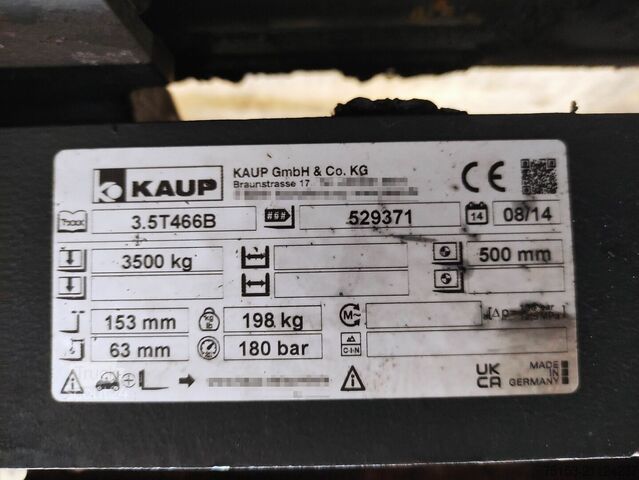 KAUP
KAUP GmbH & Co. KG
Braunstrasse 17
CE
3.5T466B
529371
14
08/14
3500 kg
500 mm
153 mm
198 kg
M~
[Δp=
63 mm
180 bar
C-I-N
UK
CA
MADE
IN
GERMANY